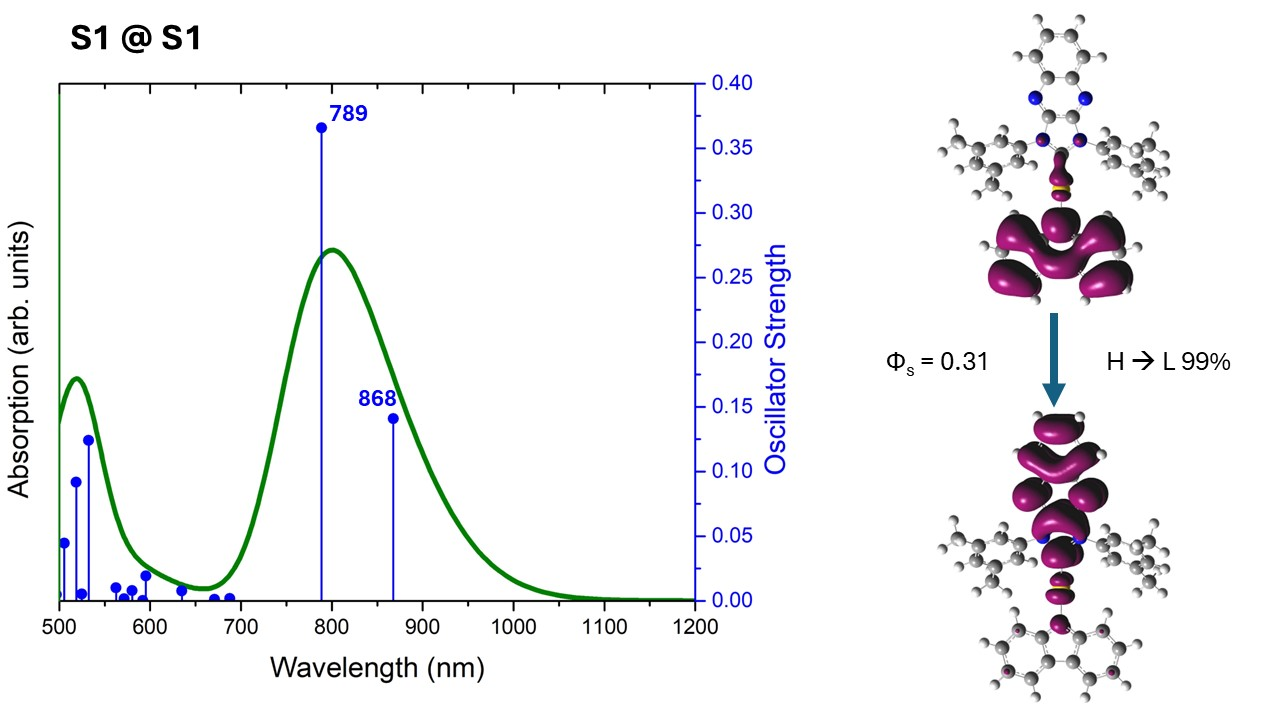 S1 @ S1
Absorption (arb. units)
Oscillator Strength
0.40
0.35
0.30
0.25
0.20
0.15
0.10
0.05
0.00
789
868
500 600 700 800 900 1000 1100 1200
Wavelength (nm)
Φs = 0.31
H → L 99%